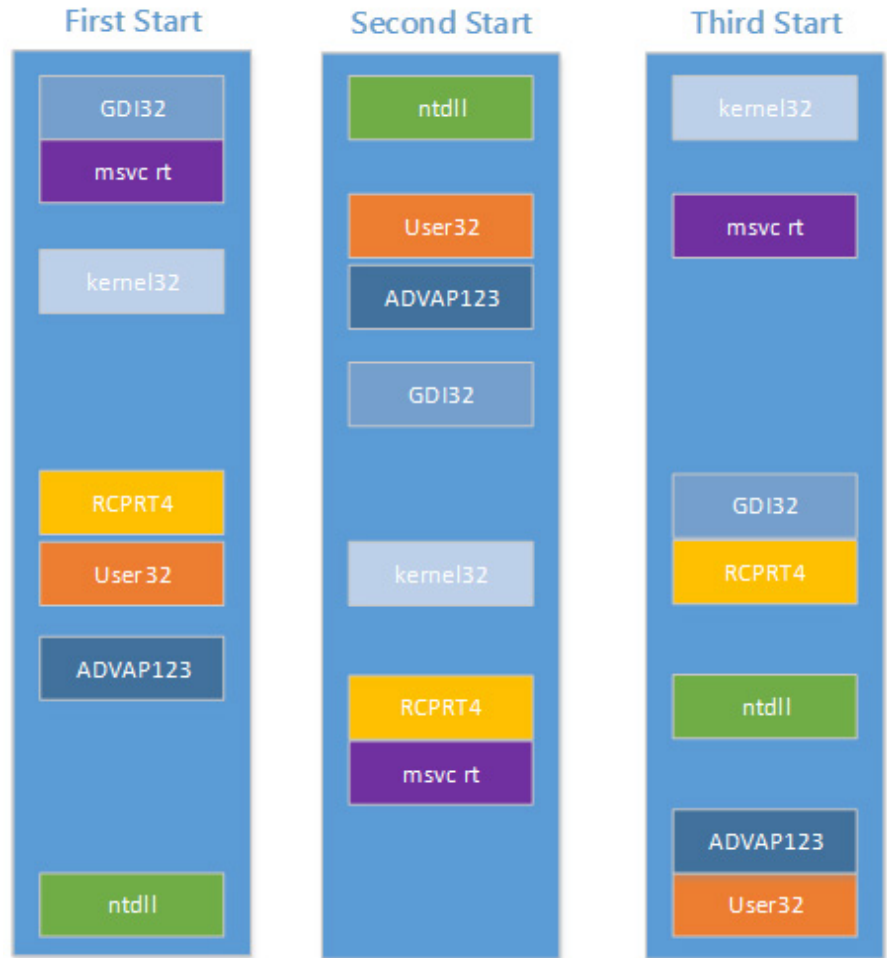 First Start
GDI32
msvc rt
kernel32
RCPRT4
User32
ADVAP123
ntdll
Second Start
ntdll
User32
ADVAP123
GDI32
kernel32
RCPRT4
msvc rt
Third Start
kernel32
msvc rt
GDI32
RCPRT4
ntdll
ADVAP123
User32